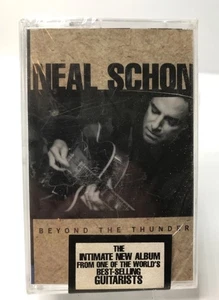 NEAL SCHON
BEYOND THE THUNDER
THE
INTIMATE NEW ALBUM
FROM ONE OF THE WORLD'S
BEST-SELLING
GUITARISTS